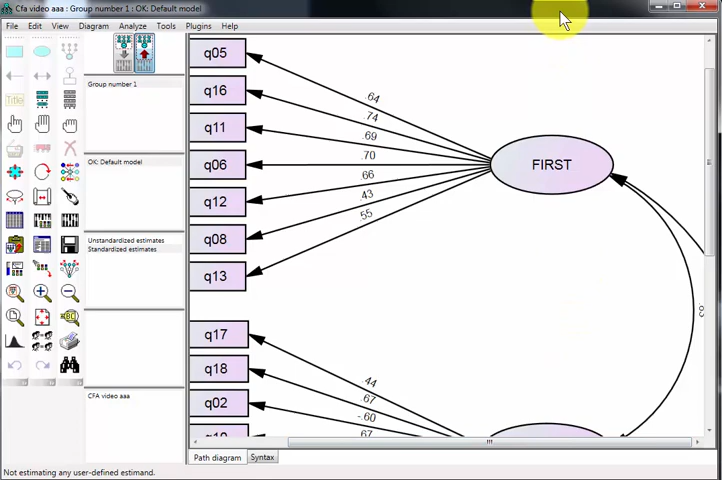 Cfa video aaa : Group number 1 : OK: Default model
File Edit View Diagram Analyze Tools Plugins Help
Title
Group number 1
OK: Default model
Unstandardized estimates
Standardized estimates
CFA video aaa
q05
q16
q11
q06
q12
q08
q13
.64
.74
.69
.70
.66
.43
.55
FIRST
q17
q18
q02
.44
.67
-.60
.67
Path diagram Syntax
Not estimating any user-defined estimand.